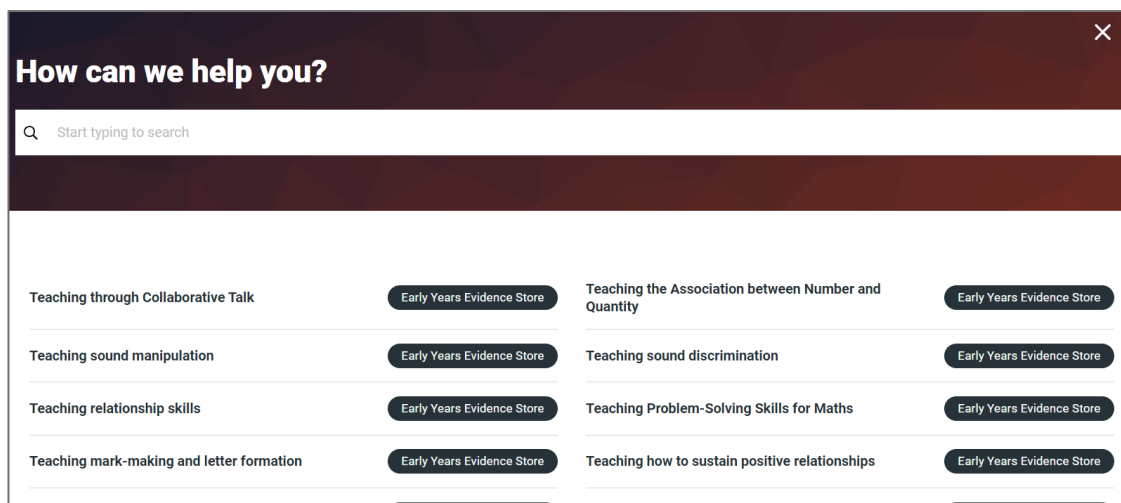 How can we help you?
Start typing to search
Teaching through Collaborative Talk
Early Years Evidence Store
Teaching the Association between Number and
Quantity
Early Years Evidence Store
Teaching sound manipulation
Early Years Evidence Store
Teaching sound discrimination
Early Years Evidence Store
Teaching relationship skills
Early Years Evidence Store
Teaching Problem-Solving Skills for Maths
Early Years Evidence Store
Teaching mark-making and letter formation
Early Years Evidence Store
Teaching how to sustain positive relationships
Early Years Evidence Store